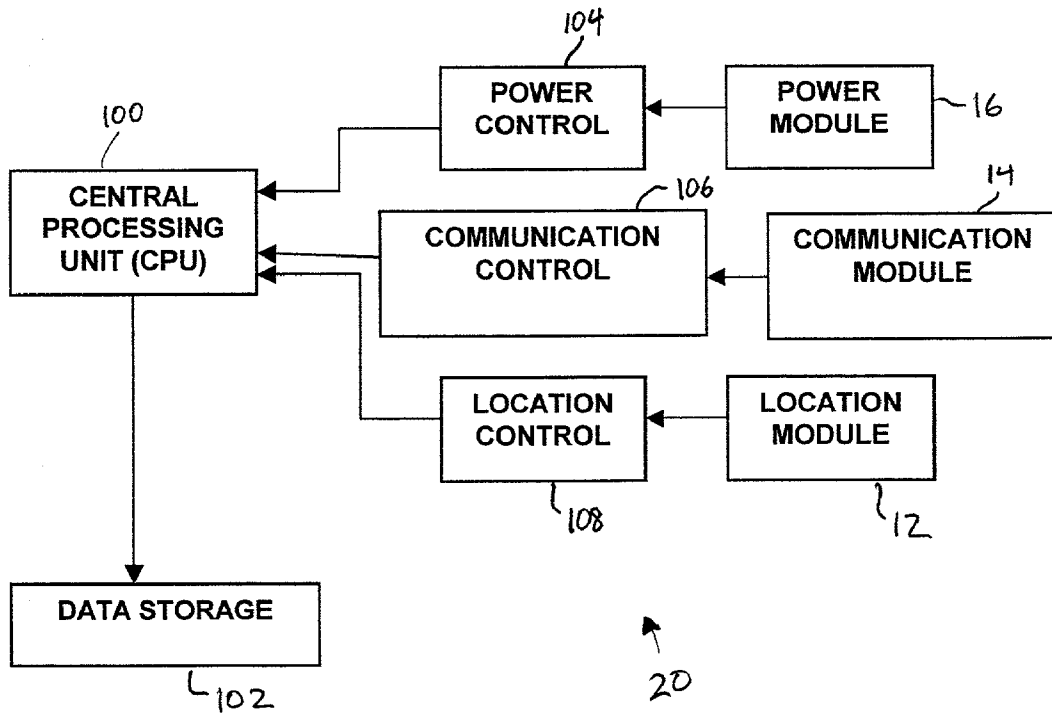 104
POWER
CONTROL
POWER
MODULE
16
100
CENTRAL
PROCESSING
UNIT (CPU)
106
COMMUNICATION
CONTROL
14
COMMUNICATION
MODULE
LOCATION
CONTROL
108
LOCATION
MODULE
12
DATA STORAGE
102
20